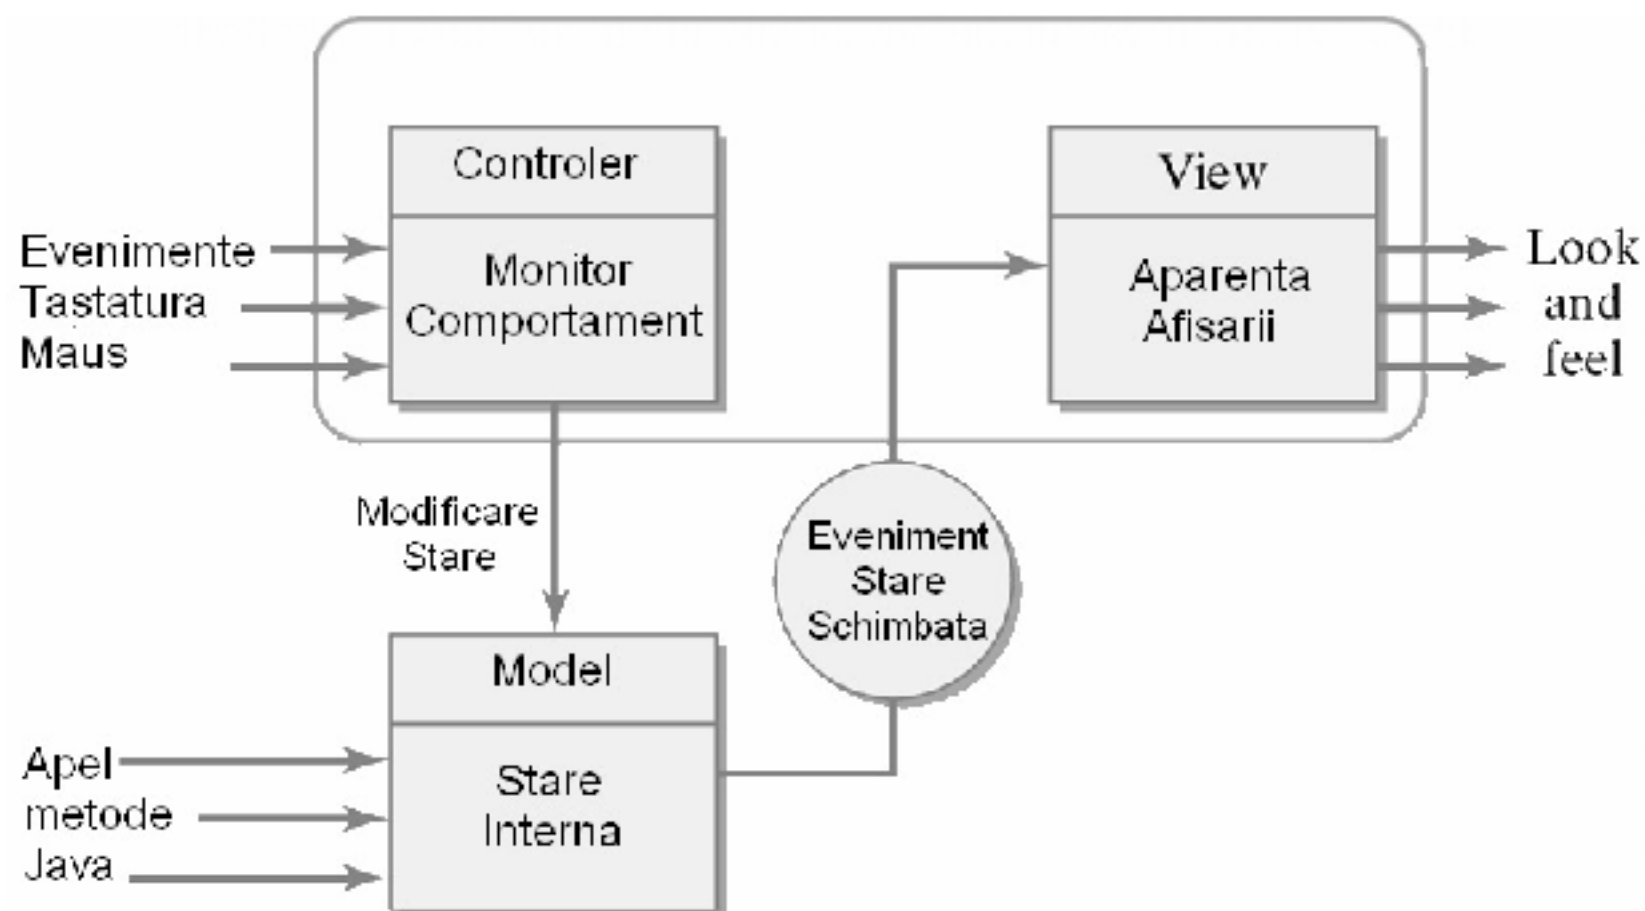 Controler
Monitor
Comportament
View
Aparenta
Afisarii
Evenimente
Tastatura
Maus
Look
and
feel
Modificare
Stare
Eveniment
Stare
Schimbata
Model
Stare
Interna
Apel
metode
Java